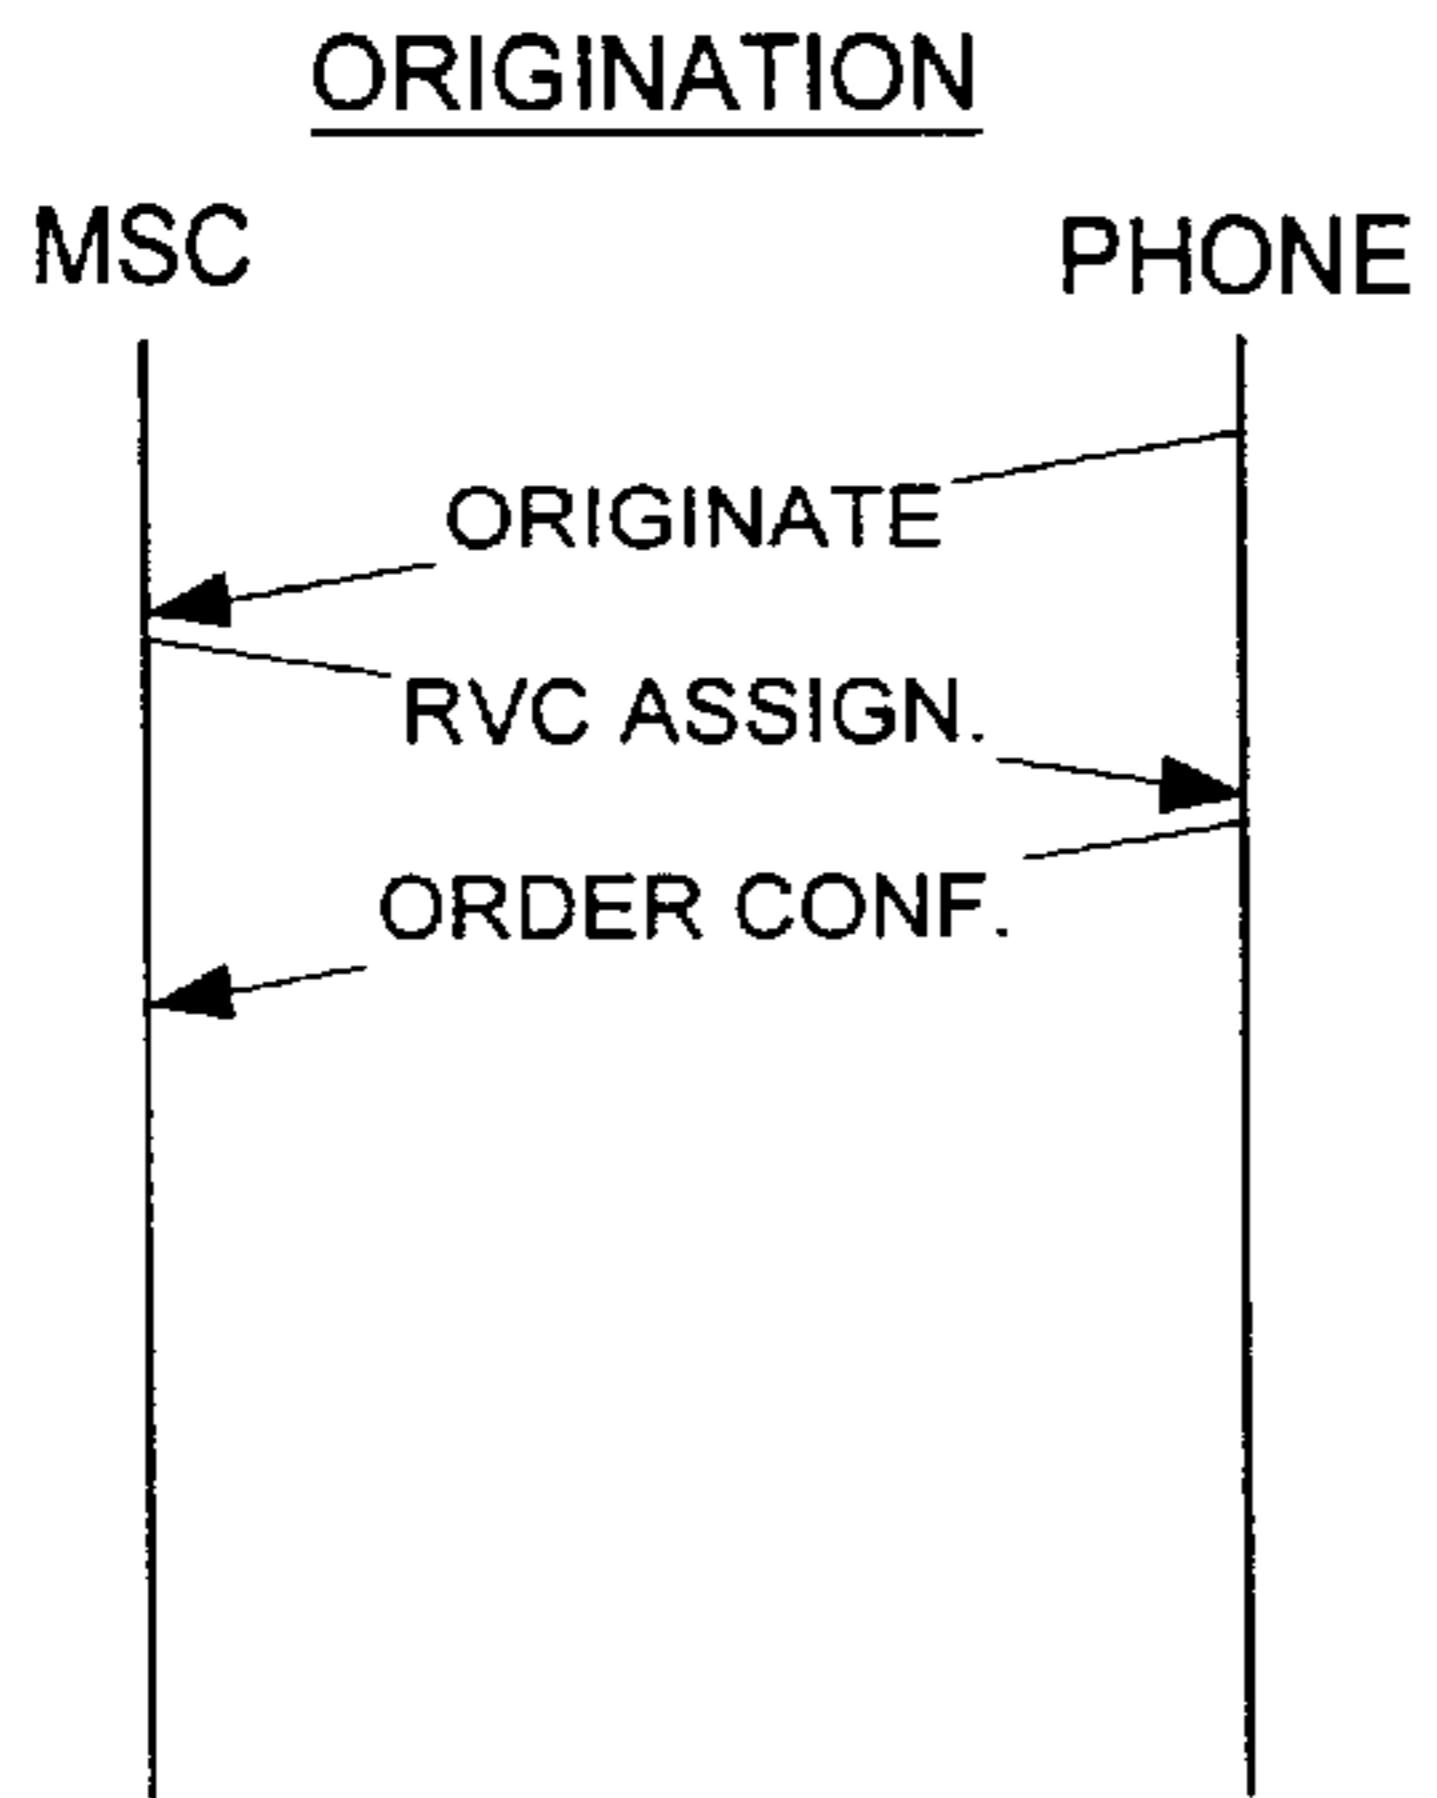 ORIGINATION
MSC
PHONE
ORIGINATE
RVC ASSIGN.
ORDER CONF.